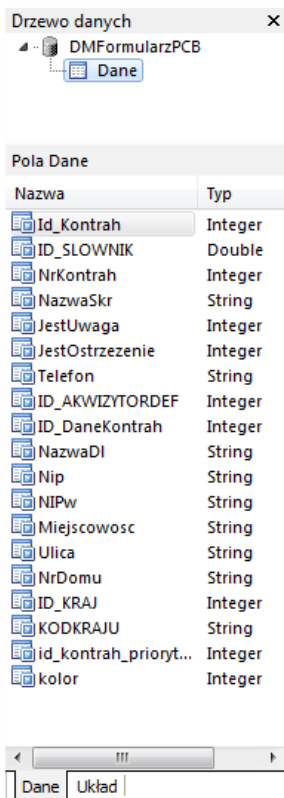 Drzewo danych
DMFormularzPCB
Dane
Pola Dane
Nazwa Typ
Id_Kontrah Integer
ID_SLOWNIK Double
NrKontrah Integer
NazwaSkr String
JestUwaga Integer
JestOstrzezenie Integer
Telefon String
ID_AKWIZYTORDEF Integer
ID_DaneKontrah Integer
NazwaDl String
Nip String
NIPw String
Miejscowosc String
Ulica String
NrDomu String
ID_KRAJ Integer
KODKRAJU String
id_kontrah_prioryt... Integer
kolor Integer
Dane Układ